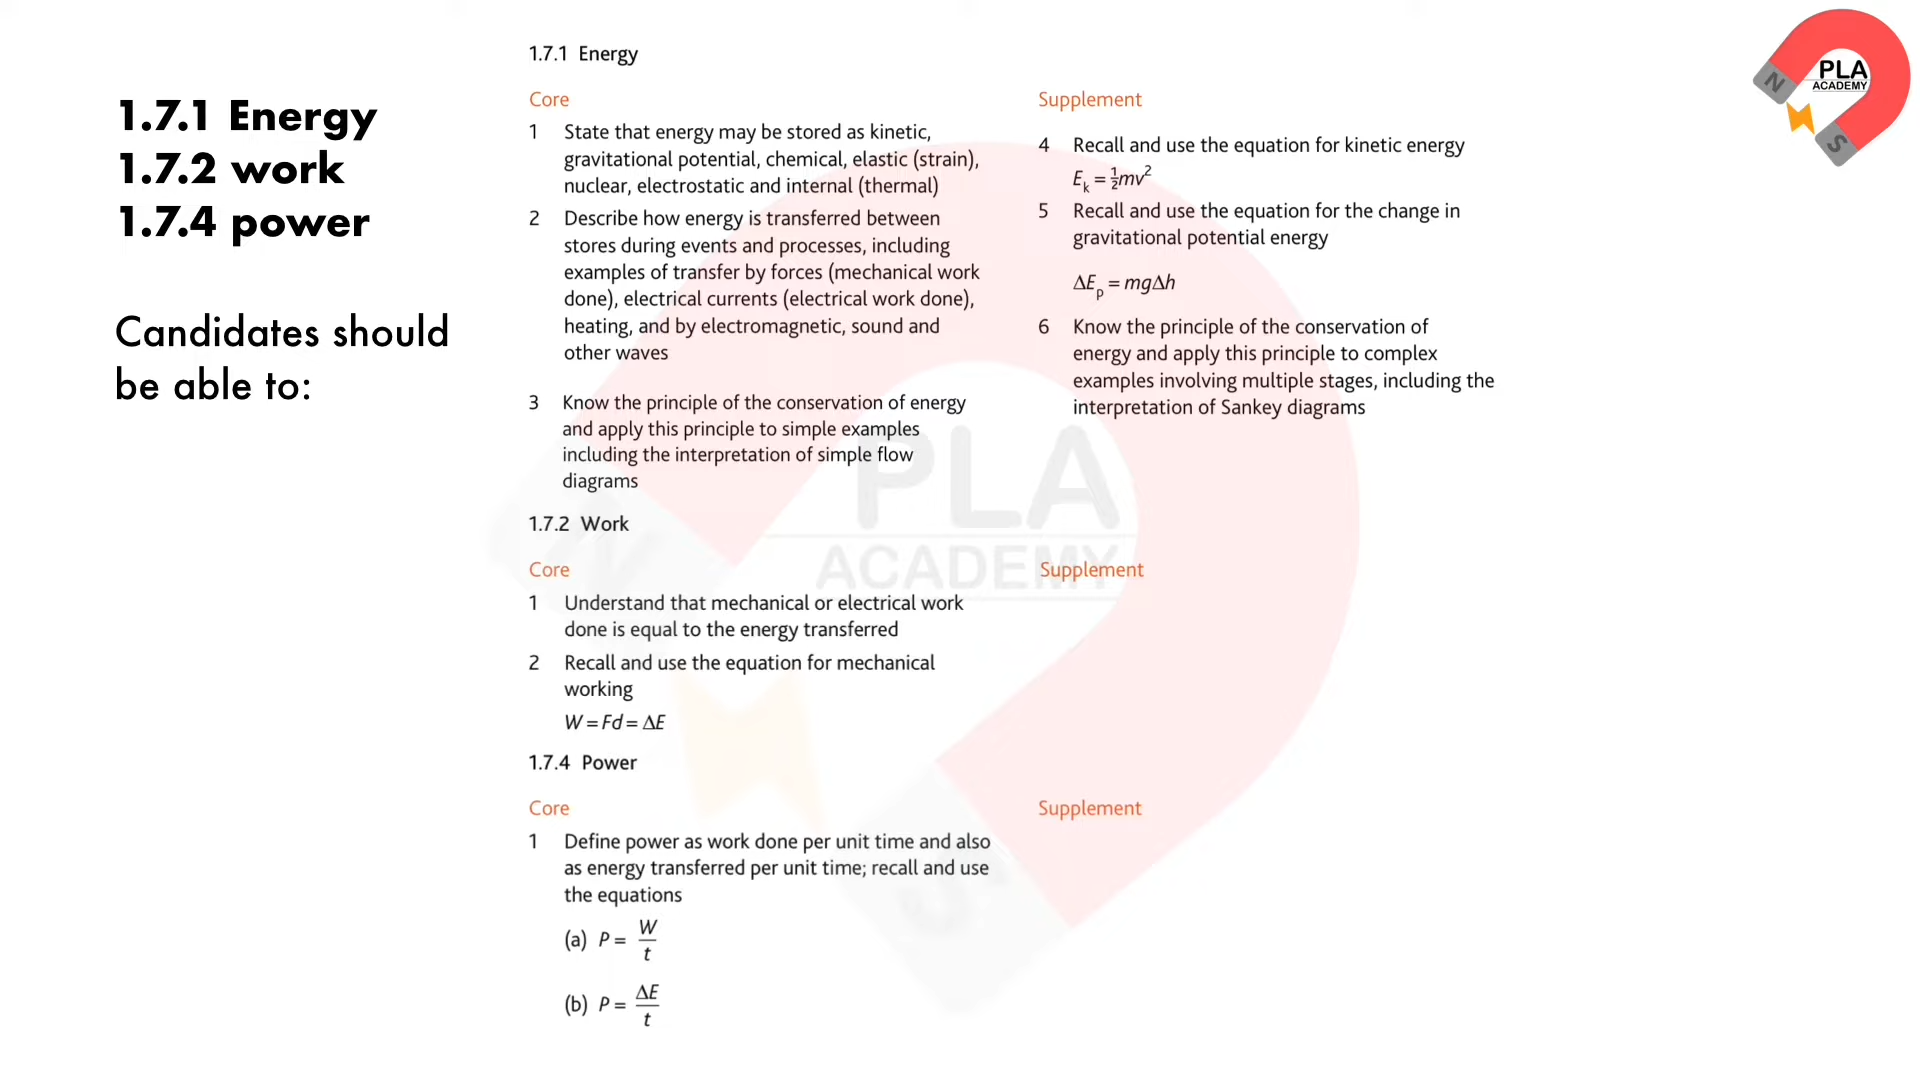 1.7.1 Energy
1.7.2 work
1.7.4 power
Candidates should
be able to:
1.7.1 Energy
Core
1 State that energy may be stored as kinetic,
gravitational potential, chemical, elastic (strain),
nuclear, electrostatic and internal (thermal)
2 Describe how energy is transferred between
stores during events and processes, including
examples of transfer by forces (mechanical work
done), electrical currents (electrical work done),
heating, and by electromagnetic, sound and
other waves
3 Know the principle of the conservation of energy
and apply this principle to simple examples
including the interpretation of simple flow
diagrams
Supplement
4 Recall and use the equation for kinetic energy
Eₖ = ½mv²
5 Recall and use the equation for the change in
gravitational potential energy
ΔEₚ = mgΔh
6 Know the principle of the conservation of
energy and apply this principle to complex
examples involving multiple stages, including the
interpretation of Sankey diagrams
1.7.2 Work
Core
1 Understand that mechanical or electrical work
done is equal to the energy transferred
2 Recall and use the equation for mechanical
working
W = Fd = ΔE
Supplement
1.7.4 Power
Core
1 Define power as work done per unit time and also
as energy transferred per unit time; recall and use
the equations
(a) P = W/t
(b) P = ΔE/t
Supplement
PLA
ACADEMY
N
S
PLA
ACADEMY
N
S